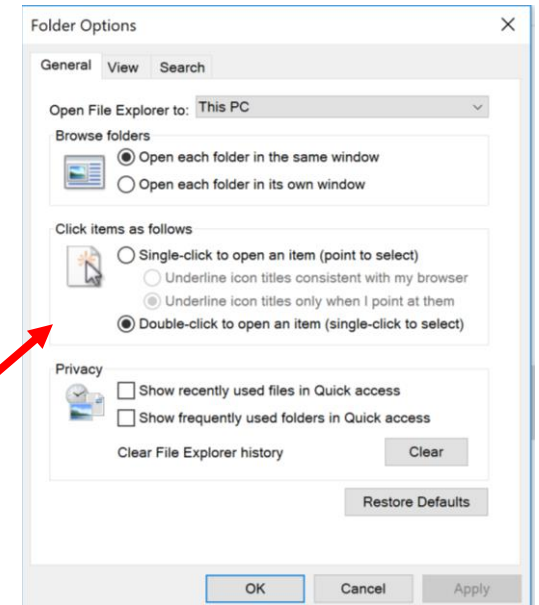 Folder Options
General View Search
Open File Explorer to: This PC
Browse folders
Open each folder in the same window
Open each folder in its own window
Click items as follows
Single-click to open an item (point to select)
Underline icon titles consistent with my browser
Underline icon titles only when I point at them
Double-click to open an item (single-click to select)
Privacy
Show recently used files in Quick access
Show frequently used folders in Quick access
Clear File Explorer history Clear
Restore Defaults
OK Cancel Apply